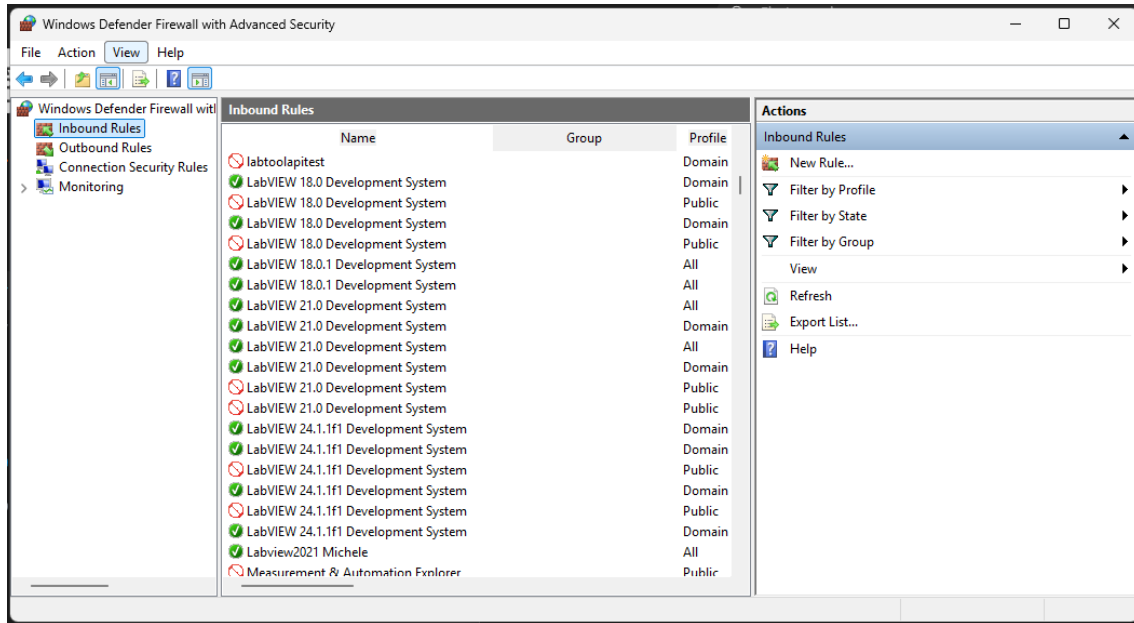 Windows Defender Firewall with Advanced Security
File Action View Help
Windows Defender Firewall with
Inbound Rules
Outbound Rules
Connection Security Rules
Monitoring
Inbound Rules
Name Group Profile
labtoolapitest Domain
LabVIEW 18.0 Development System Domain
LabVIEW 18.0 Development System Public
LabVIEW 18.0 Development System Domain
LabVIEW 18.0 Development System Public
LabVIEW 18.0.1 Development System All
LabVIEW 18.0.1 Development System All
LabVIEW 21.0 Development System All
LabVIEW 21.0 Development System Domain
LabVIEW 21.0 Development System All
LabVIEW 21.0 Development System Domain
LabVIEW 21.0 Development System Public
LabVIEW 21.0 Development System Public
LabVIEW 24.1.1f1 Development System Domain
LabVIEW 24.1.1f1 Development System Domain
LabVIEW 24.1.1f1 Development System Public
LabVIEW 24.1.1f1 Development System Domain
LabVIEW 24.1.1f1 Development System Public
LabVIEW 24.1.1f1 Development System Domain
Labview2021 Michele All
Measurement & Automation Explorer Public
Actions
Inbound Rules
New Rule...
Filter by Profile
Filter by State
Filter by Group
View
Refresh
Export List...
Help